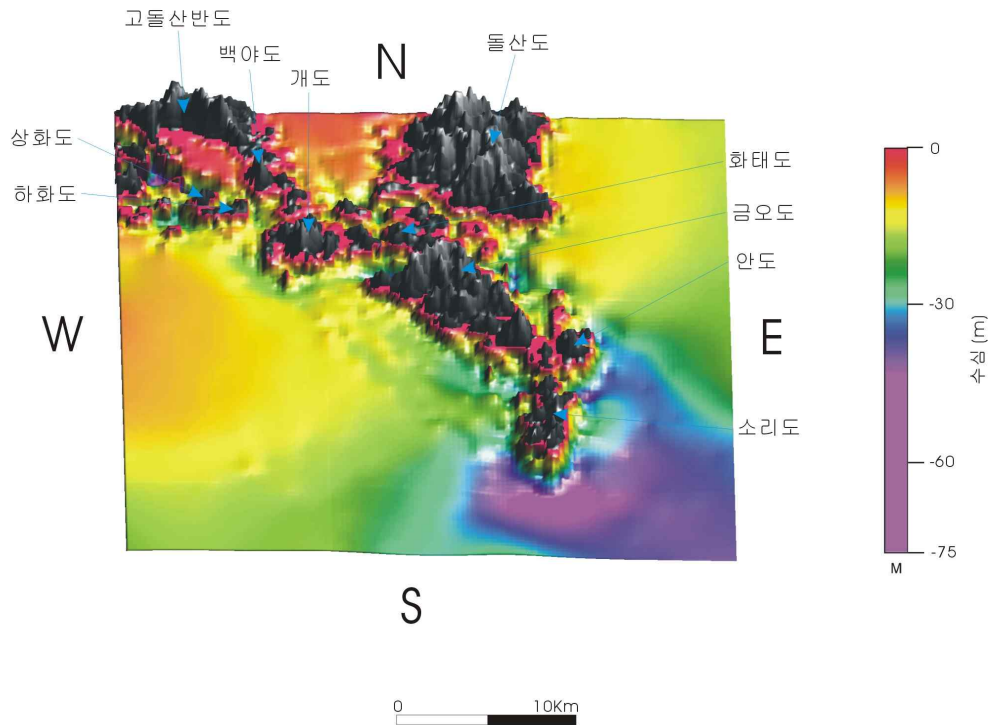 고돌산반도
백야도
개도
N
돌산도
상화도
하화도
화태도
금오도
안도
W
E
소리도
S
0
-30
-60
-75
수심 (m)
M
0 10Km